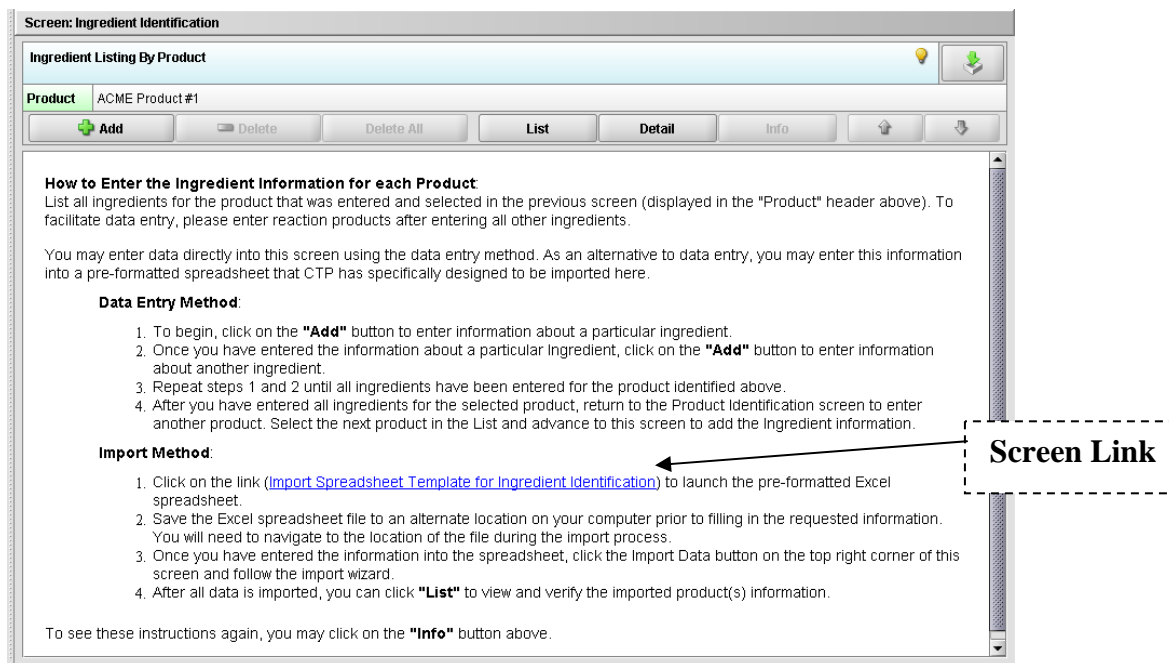 Screen: Ingredient Identification
Ingredient Listing By Product
Product ACME Product #1
Add Delete Delete All List Detail Info
How to Enter the Ingredient Information for each Product:
List all ingredients for the product that was entered and selected in the previous screen (displayed in the "Product" header above). To
facilitate data entry, please enter reaction products after entering all other ingredients.
You may enter data directly into this screen using the data entry method. As an alternative to data entry, you may enter this information
into a pre-formatted spreadsheet that CTP has specifically designed to be imported here.
Data Entry Method:
1. To begin, click on the "Add" button to enter information about a particular ingredient.
2. Once you have entered the information about a particular Ingredient, click on the "Add" button to enter information
about another ingredient.
3. Repeat steps 1 and 2 until all ingredients have been entered for the product identified above.
4. After you have entered all ingredients for the selected product, return to the Product Identification screen to enter
another product. Select the next product in the List and advance to this screen to add the Ingredient information.
Screen Link
Import Method:
1. Click on the link (Import Spreadsheet Template for Ingredient Identification) to launch the pre-formatted Excel
spreadsheet.
2. Save the Excel spreadsheet file to an alternate location on your computer prior to filling in the requested information.
You will need to navigate to the location of the file during the import process.
3. Once you have entered the information into the spreadsheet, click the Import Data button on the top right corner of this
screen and follow the import wizard.
4. After all data is imported, you can click "List" to view and verify the imported product(s) information.
To see these instructions again, you may click on the "Info" button above.